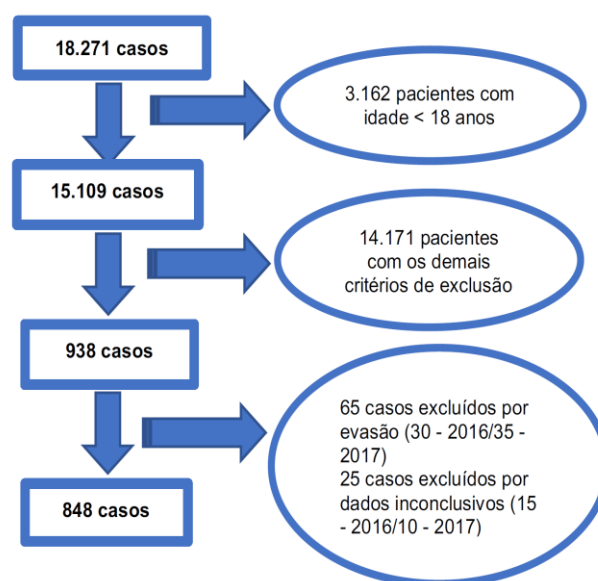 18.271 casos
3.162 pacientes com
idade < 18 anos
15.109 casos
14.171 pacientes
com os demais
critérios de exclusão
938 casos
65 casos excluídos por
evasão (30 - 2016/35 -
2017)
25 casos excluídos por
dados inconclusivos (15
- 2016/10 - 2017)
848 casos